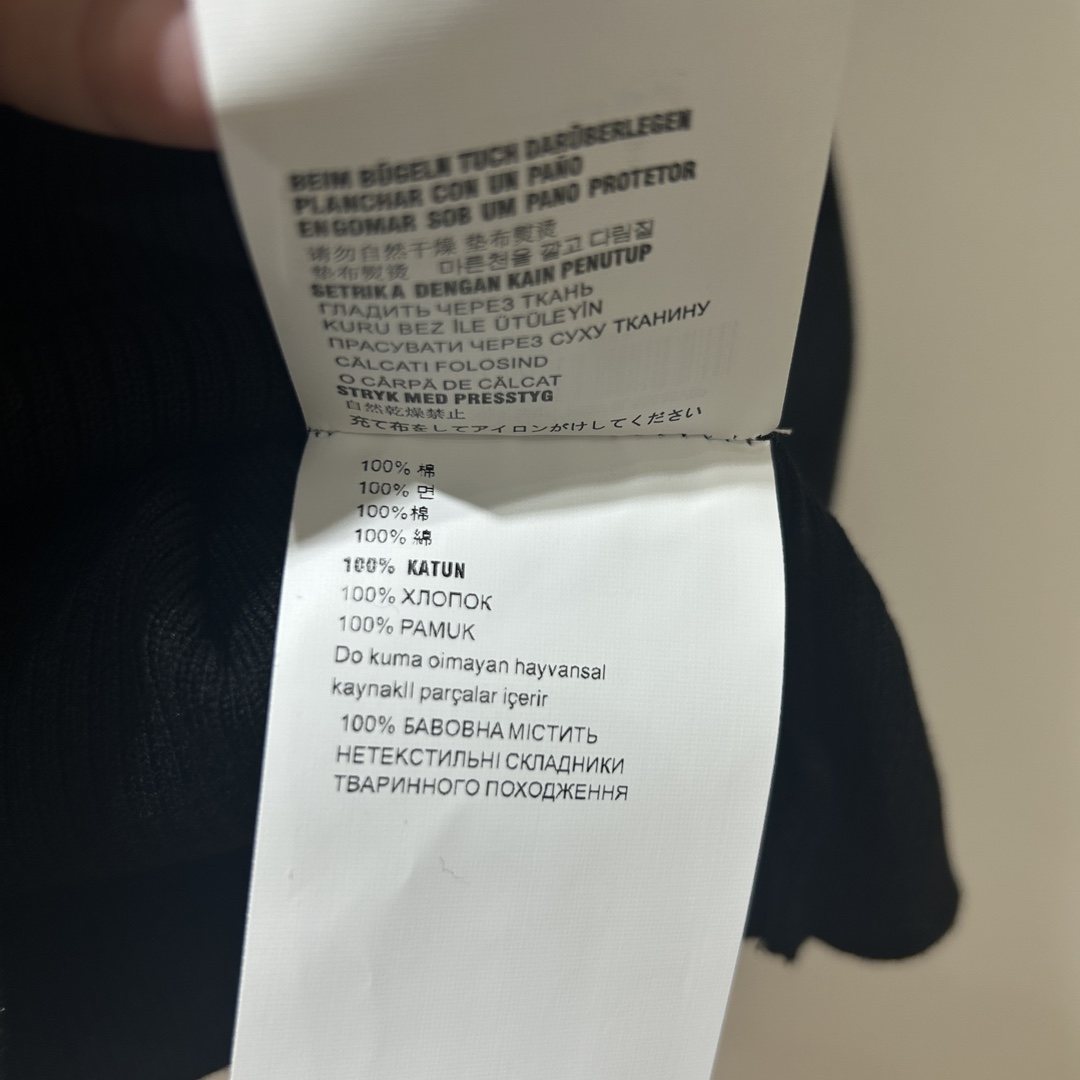 BEIM BÜGELN TUCH DARÜBERLEGEN
PLANCHAR CON UN PAÑO
ENGOMAR SOB UM PANO PROTETOR
请勿自然干燥 垫布熨烫
垫布熨烫 마른천을 깔고 다림질
SETRIKA DENGAN KAIN PENUTUP
ГЛАДИТЬ ЧЕРЕЗ ТКАНЬ
KURU BEZ İLE ÜTÜLEYİN
ПРАСУВАТИ ЧЕРЕЗ СУХУ ТКАНИНУ
CĂLCATI FOLOSIND
O CÂRPĂ DE CĂLCAT
STRYK MED PRESSTYG
自然乾燥禁止
充て布をしてアイロンがけしてください
100% 棉
100% 면
100%棉
100% 綿
100% KATUN
100% ХЛОПОК
100% PAMUK
Do kuma oimayan hayvansal
kaynakll parçalar içerir
100% БАВОВНА МІСТИТЬ
НЕТЕКСТИЛЬНІ СКЛАДНИКИ
ТВАРИННОГО ПОХОДЖЕННЯ